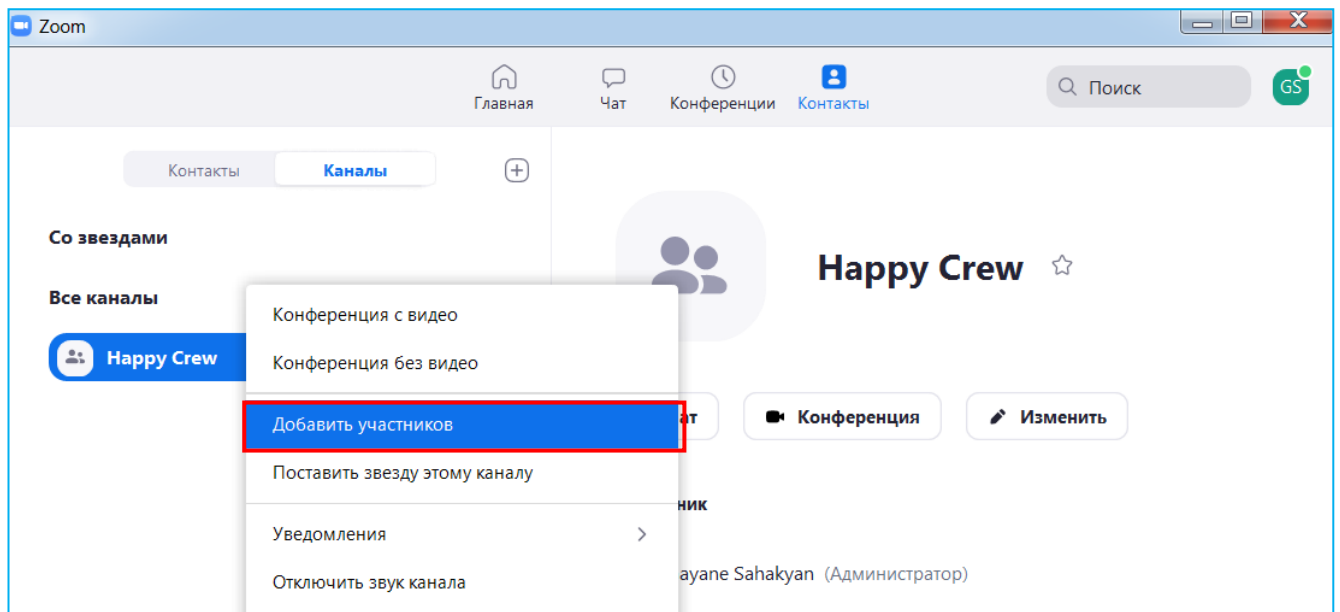 Zoom
Главная
Чат
Конференции
Контакты
Поиск
GS
Контакты
Каналы
Со звездами
Все каналы
Happy Crew
Happy Crew
Конференция с видео
Конференция без видео
Добавить участников
Поставить звезду этому каналу
Уведомления
Отключить звук канала
ат
Конференция
Изменить
ник
ayane Sahakyan (Администратор)